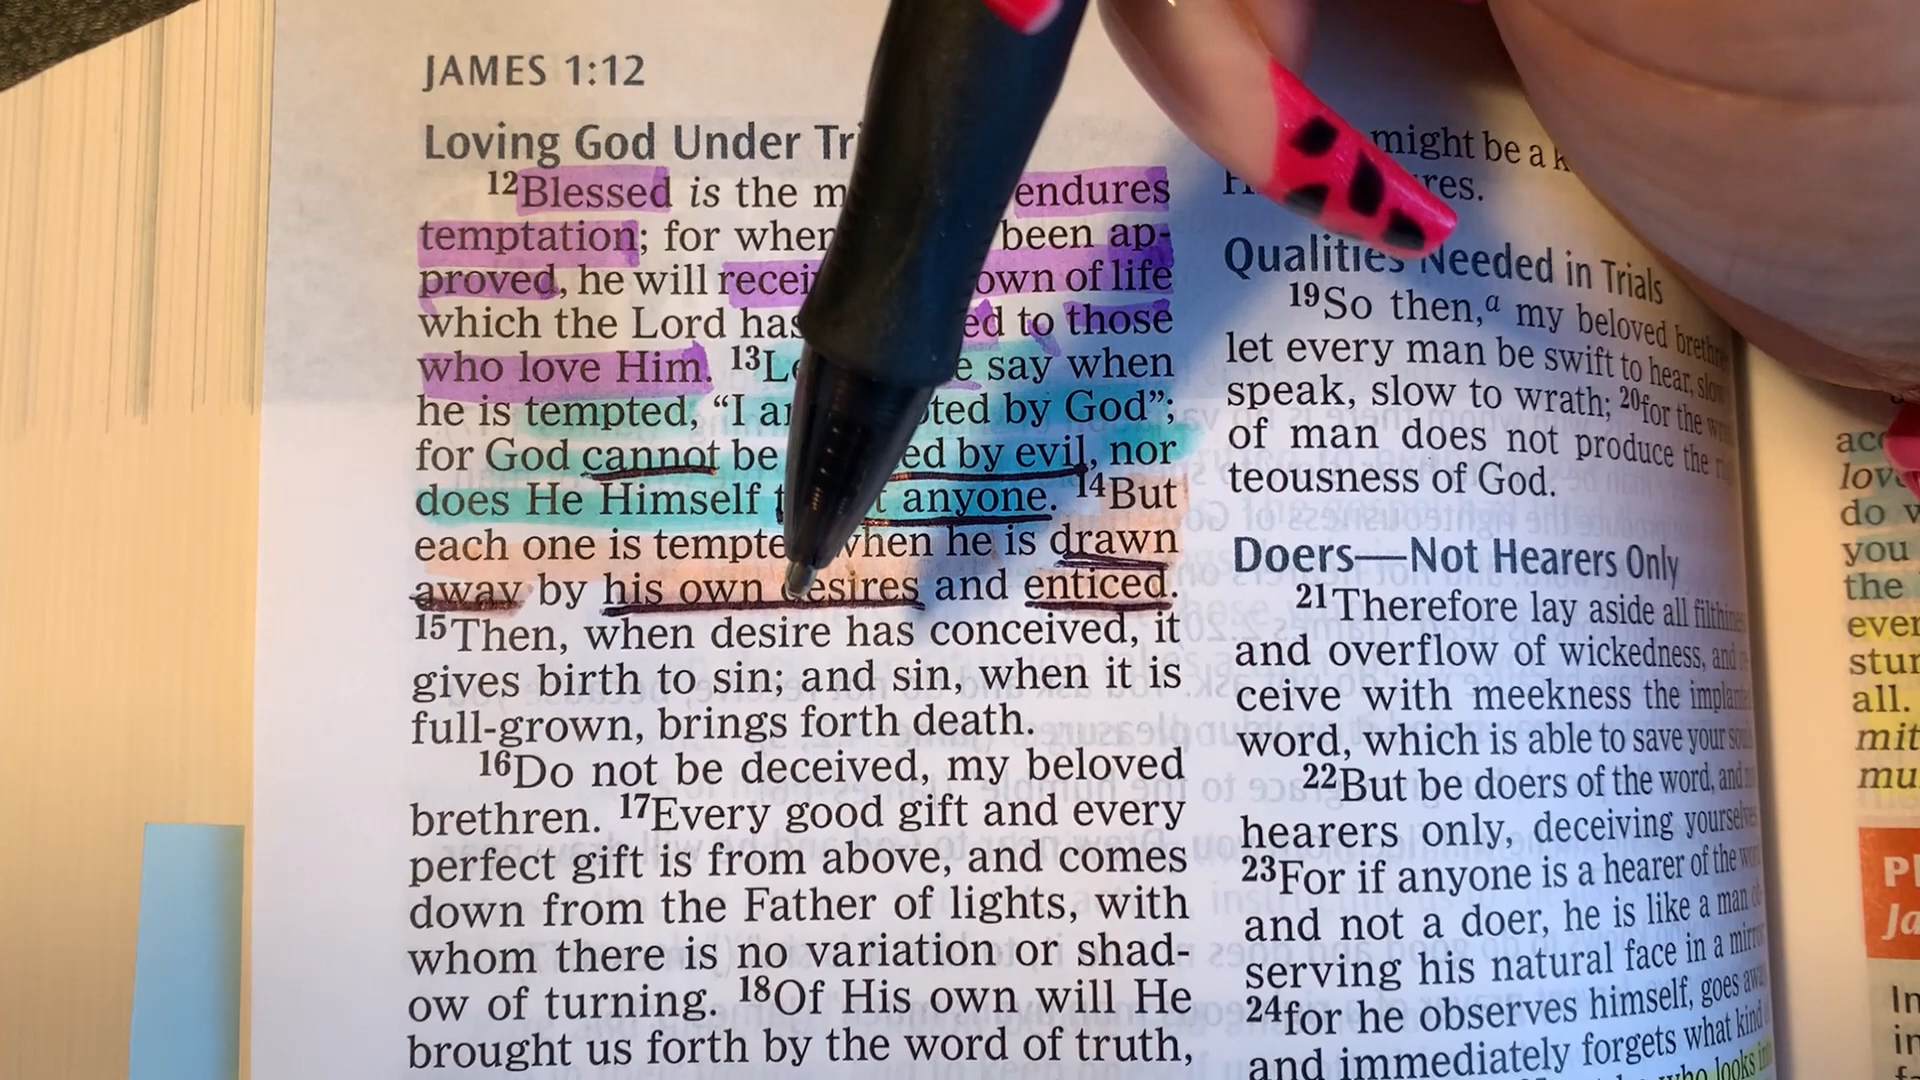 JAMES 1:12
Loving God Under
12Blessed is the endures
temptation; for when been ap-
proved, he will of life
which the Lord has to those
who love Him. 13 say when
he is tempted, “I by God”;
for God cannot be by evil, nor
does He Himself anyone. 14But
each one is when he is drawn
away by his own desires and enticed.
15Then, when desire has conceived, it
gives birth to sin; and sin, when it is
full-grown, brings forth death.
16Do not be deceived, my beloved
brethren. 17Every good gift and every
perfect gift is from above, and comes
down from the Father of lights, with
whom there is no variation or shad-
ow of turning. 18Of His own will He
brought us forth by the word of truth,
might be a
Qualities Needed in Trials
19So then,a my beloved
let every man be swift to hear,
speak, slow to wrath; 20for the
of man does not produce the
teousness of God.
Doers—Not Hearers Only
21Therefore lay aside all
and overflow of wickedness, and
ceive with meekness the
word, which is able to save your
22But be doers of the word, and
hearers only, deceiving
23For if anyone is a hearer of the
and not a doer, he is like a man
serving his natural face in a
24for he observes himself, goes
and immediately forgets what kind
who looks
do
you
the
all.
In